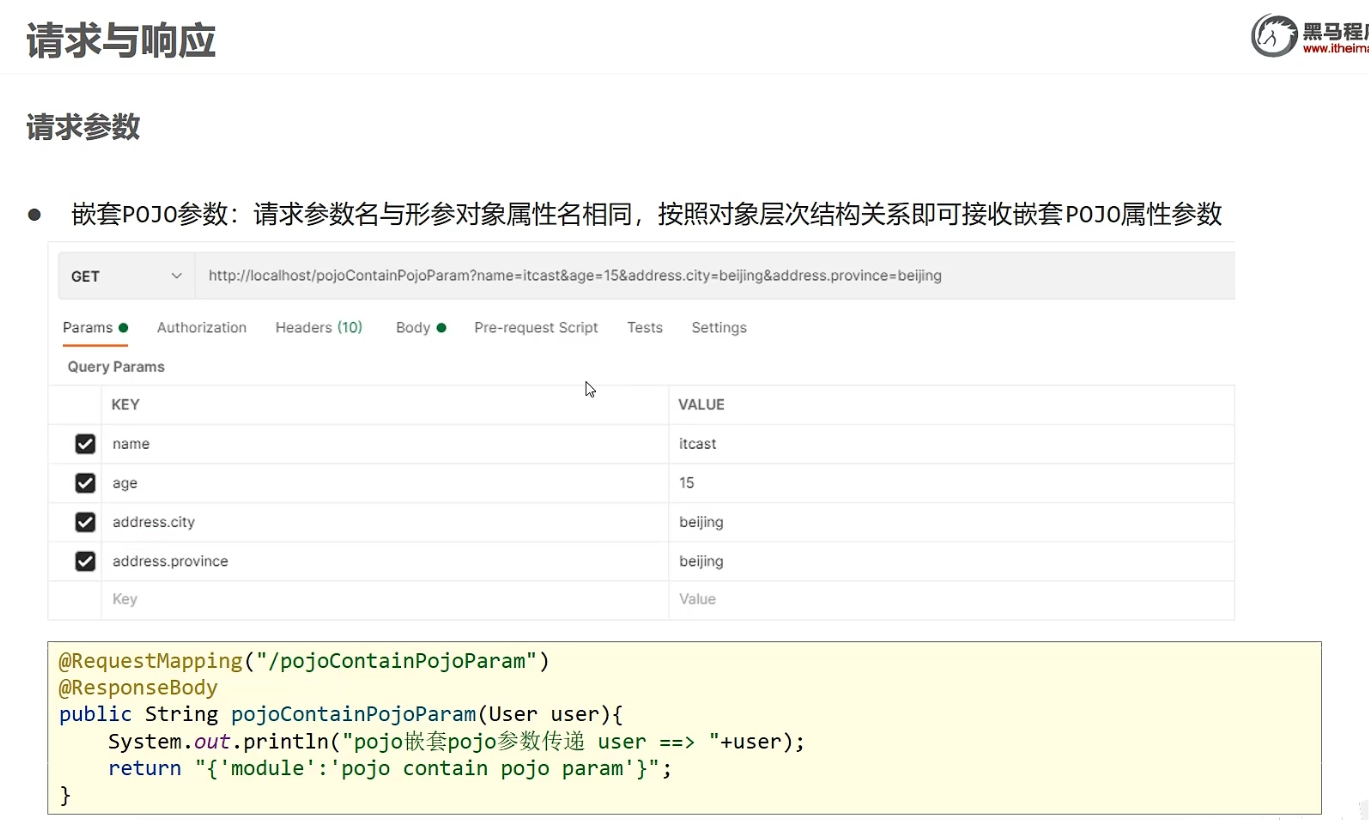 请求与响应
黑马程
www.itheima
请求参数
● 嵌套POJO参数：请求参数名与形参对象属性名相同，按照对象层次结构关系即可接收嵌套POJO属性参数
GET http://localhost/pojoContainPojoParam?name=itcast&age=15&address.city=beijing&address.province=beijing
Params Authorization Headers (10) Body Pre-request Script Tests Settings
Query Params
KEY VALUE
name itcast
age 15
address.city beijing
address.province beijing
Key Value
@RequestMapping("/pojoContainPojoParam")
@ResponseBody
public String pojoContainPojoParam(User user){
System.out.println("pojo嵌套pojo参数传递 user ==> "+user);
return "{'module':'pojo contain pojo param'}";
}